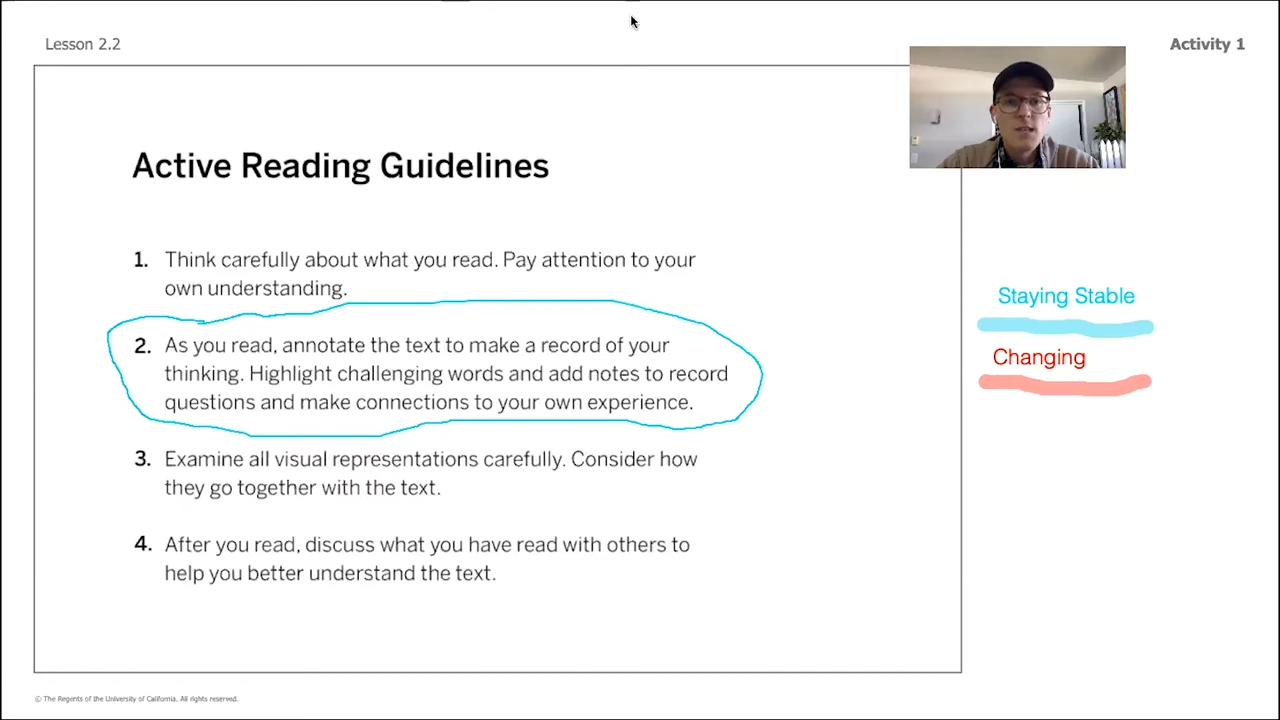 Lesson 2.2
Activity 1
Active Reading Guidelines
1. Think carefully about what you read. Pay attention to your
own understanding.
2. As you read, annotate the text to make a record of your
thinking. Highlight challenging words and add notes to record
questions and make connections to your own experience.
3. Examine all visual representations carefully. Consider how
they go together with the text.
4. After you read, discuss what you have read with others to
help you better understand the text.
Staying Stable
Changing
© The Regents of the University of California. All rights reserved.